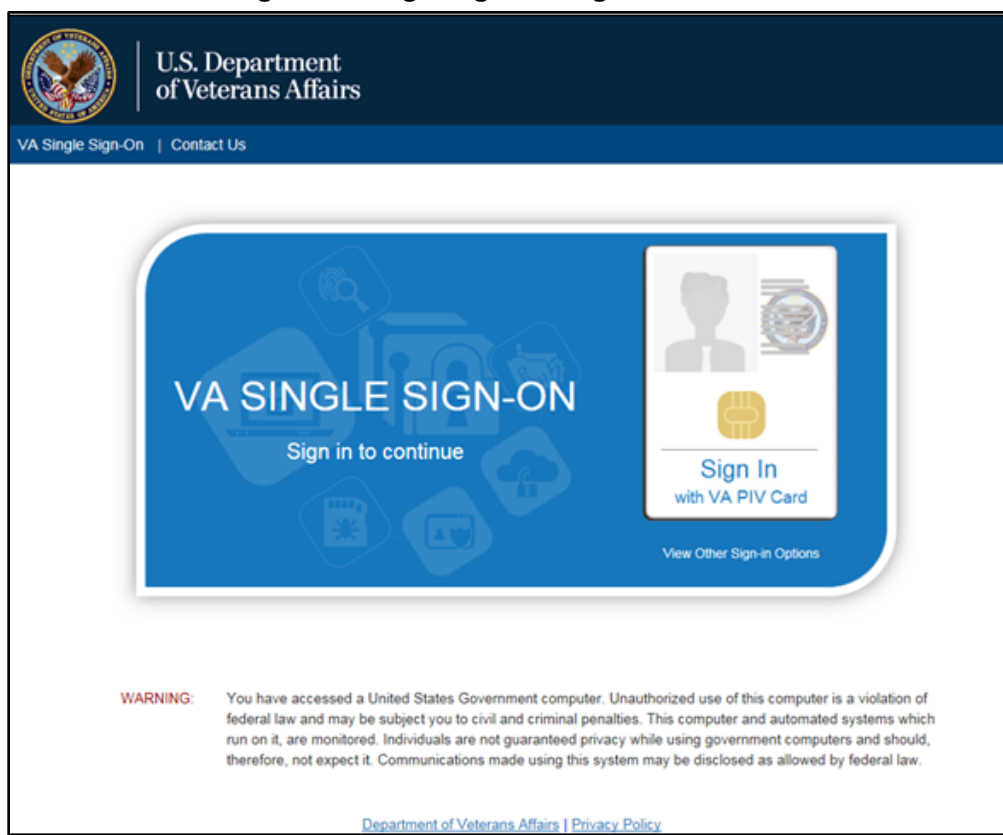 U.S. Department
of Veterans Affairs
VA Single Sign-On | Contact Us
VA SINGLE SIGN-ON
Sign in to continue
Sign In
with VA PIV Card
View Other Sign-in Options
WARNING: You have accessed a United States Government computer. Unauthorized use of this computer is a violation of
federal law and may be subject you to civil and criminal penalties. This computer and automated systems which
run on it, are monitored. Individuals are not guaranteed privacy while using government computers and should,
therefore, not expect it. Communications made using this system may be disclosed as allowed by federal law.
Department of Veterans Affairs | Privacy Policy